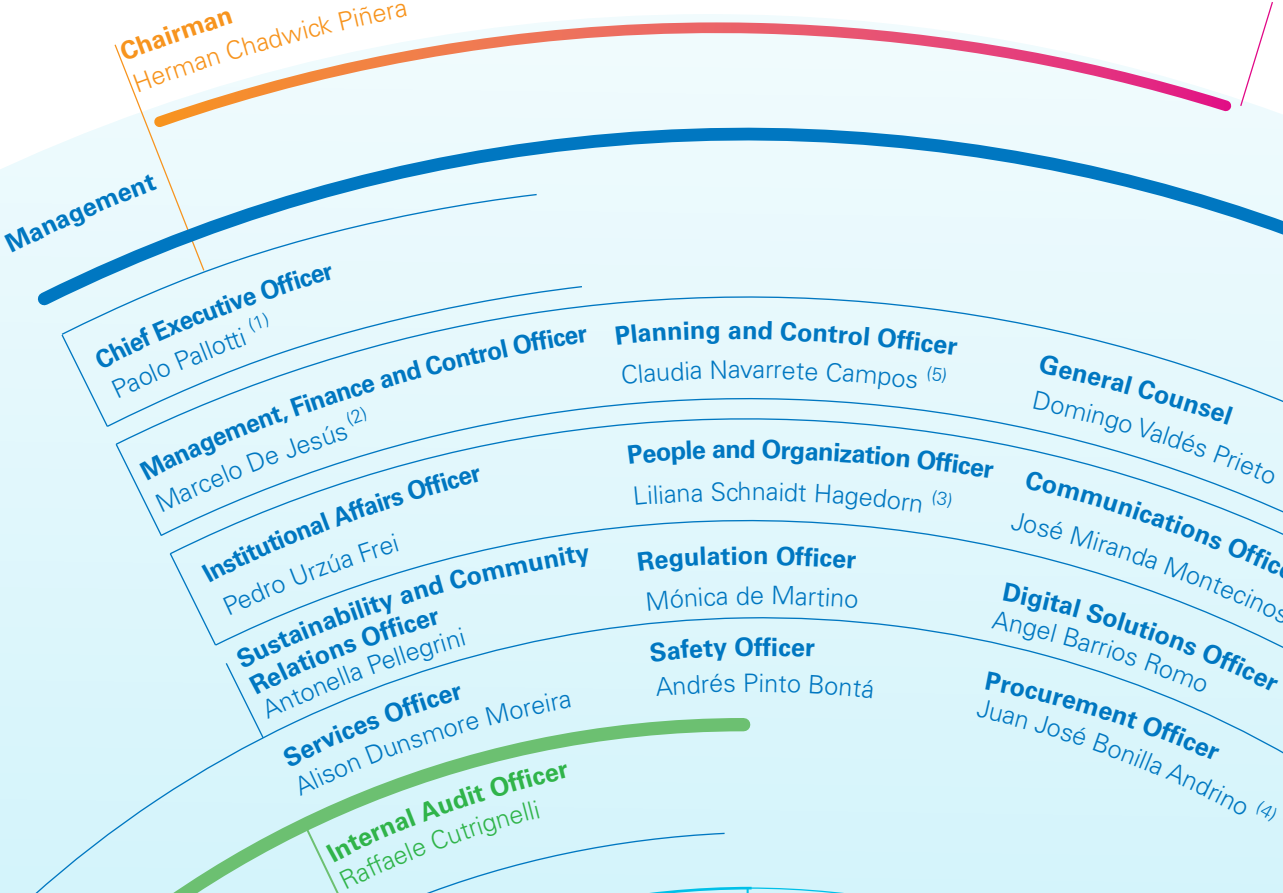 Chairman
Herman Chadwick Piñera
Management
Chief Executive Officer
Paolo Pallotti (1)
Management, Finance and Control Officer
Marcelo De Jesús (2)
Planning and Control Officer
Claudia Navarrete Campos (5)
General Counsel
Domingo Valdés Prieto
Institutional Affairs Officer
Pedro Urzúa Frei
People and Organization Officer
Liliana Schnaidt Hagedorn (3)
Communications Office
José Miranda Montecinos
Sustainability and Community
Relations Officer
Antonella Pellegrini
Regulation Officer
Mónica de Martino
Digital Solutions Officer
Angel Barrios Romo
Services Officer
Alison Dunsmore Moreira
Safety Officer
Andrés Pinto Bontá
Procurement Officer
Juan José Bonilla Andrino (4)
Internal Audit Officer
Raffaele Cutrignelli